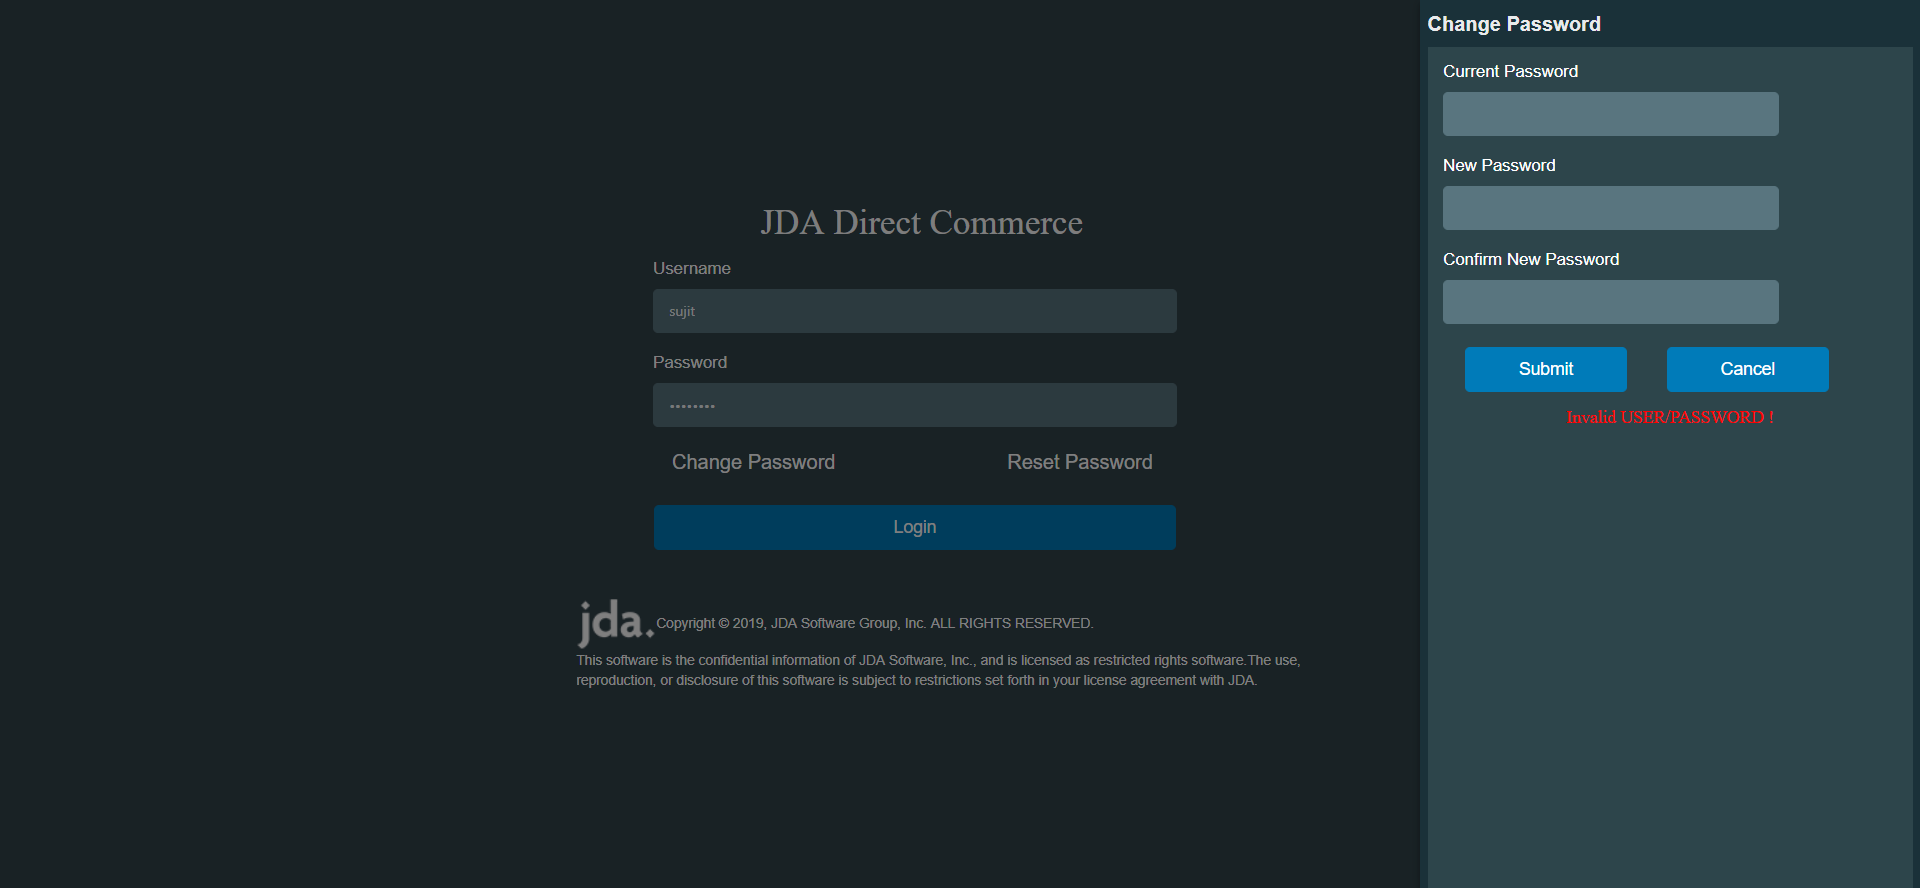 JDA Direct Commerce
Username
sujit
Password
••••••••
Change Password
Reset Password
Login
jda. Copyright © 2019, JDA Software Group, Inc. ALL RIGHTS RESERVED.
This software is the confidential information of JDA Software, Inc., and is licensed as restricted rights software.The use,
reproduction, or disclosure of this software is subject to restrictions set forth in your license agreement with JDA.
Change Password
Current Password
New Password
Confirm New Password
Submit
Cancel
Invalid USER/PASSWORD !